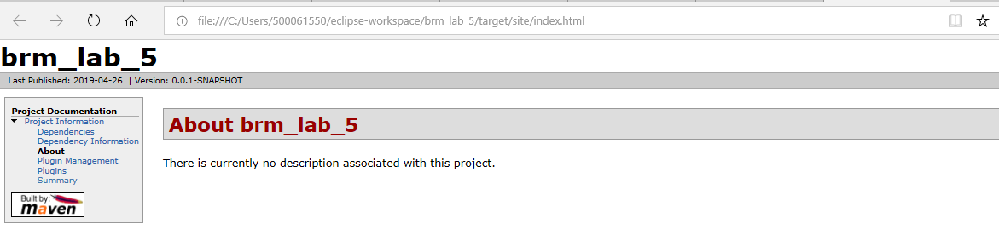 file:///C:/Users/500061550/eclipse-workspace/brm_lab_5/target/site/index.html
brm_lab_5
Last Published: 2019-04-26 | Version: 0.0.1-SNAPSHOT
Project Documentation
Project Information
Dependencies
Dependency Information
About
Plugin Management
Plugins
Summary
Built by:
maven
About brm_lab_5
There is currently no description associated with this project.